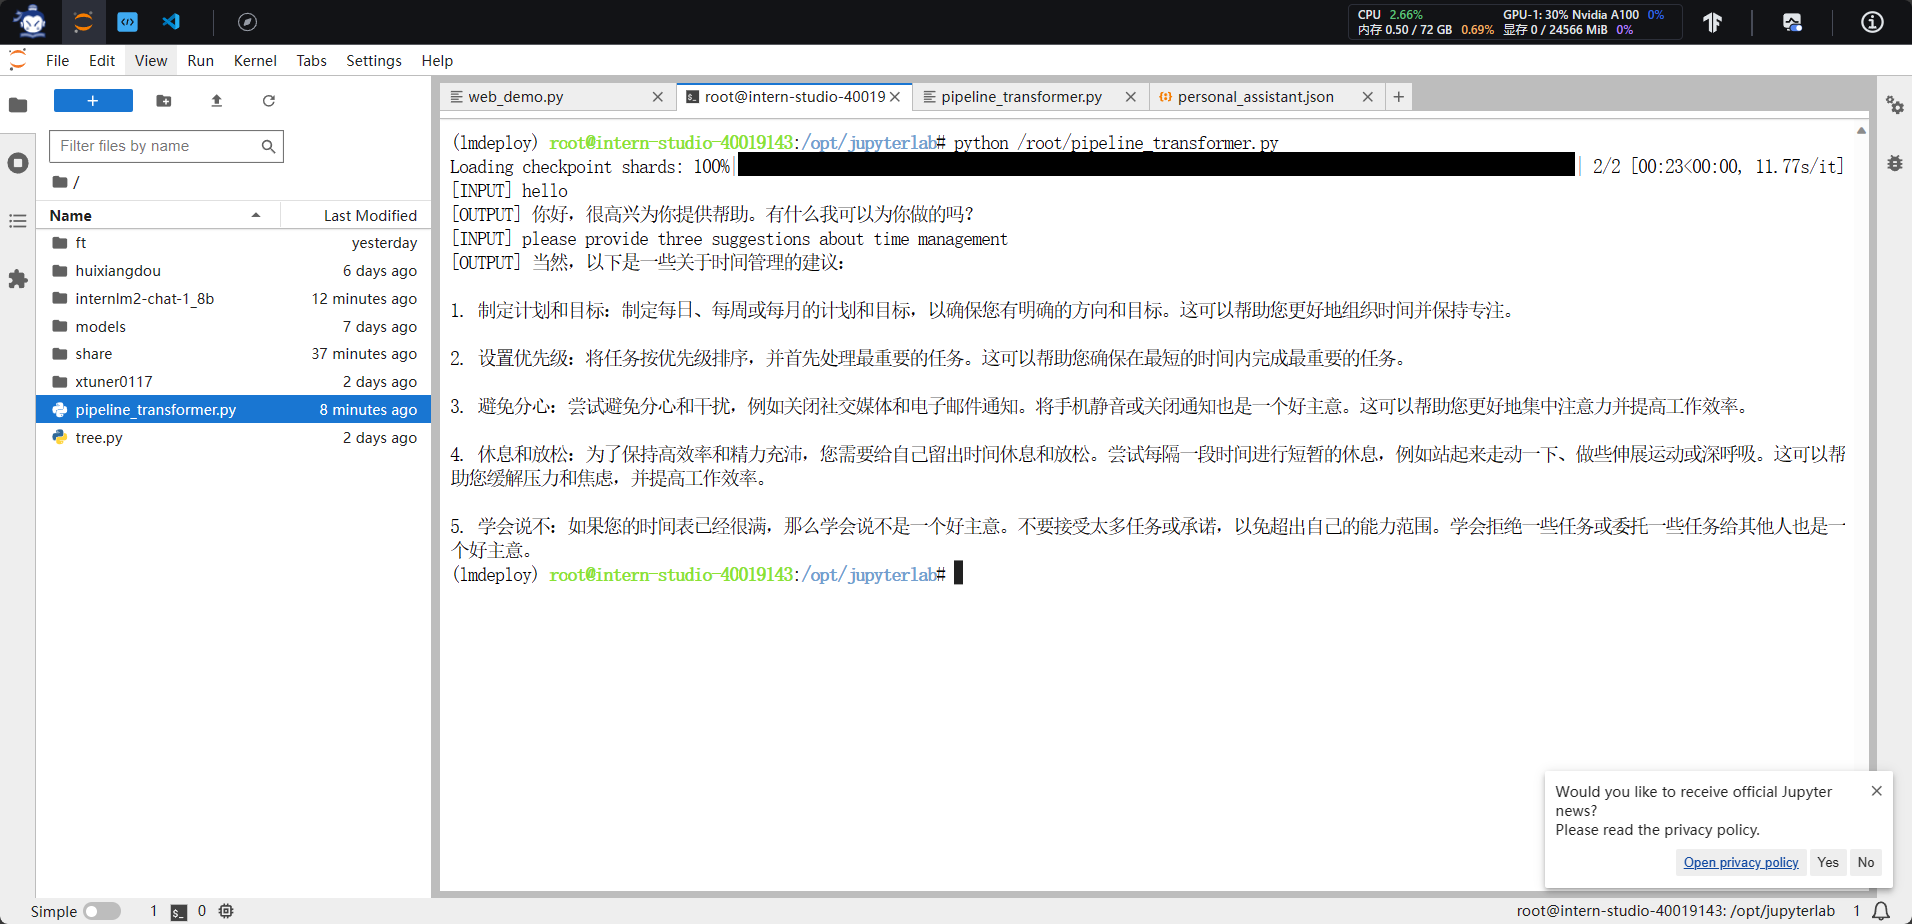 CPU 2.66% GPU-1: 30% Nvidia A100 0%
内存 0.50 / 72 GB 0.69% 显存 0 / 24566 MiB 0%
File Edit View Run Kernel Tabs Settings Help
web_demo.py root@intern-studio-40019 pipeline_transformer.py personal_assistant.json
Filter files by name
/
Name Last Modified
ft yesterday
huixiangdou 6 days ago
internlm2-chat-1_8b 12 minutes ago
models 7 days ago
share 37 minutes ago
xtuner0117 2 days ago
pipeline_transformer.py 8 minutes ago
tree.py 2 days ago
(lmdeploy) root@intern-studio-40019143:/opt/jupyterlab# python /root/pipeline_transformer.py
Loading checkpoint shards: 100%| | 2/2 [00:23<00:00, 11.77s/it]
[INPUT] hello
[OUTPUT] 你好，很高兴为你提供帮助。有什么我可以为你做的吗？
[INPUT] please provide three suggestions about time management
[OUTPUT] 当然，以下是一些关于时间管理的建议：
1. 制定计划和目标：制定每日、每周或每月的计划和目标，以确保您有明确的方向和目标。这可以帮助您更好地组织时间并保持专注。
2. 设置优先级：将任务按优先级排序，并首先处理最重要的任务。这可以帮助您确保在最短的时间内完成最重要的任务。
3. 避免分心：尝试避免分心和干扰，例如关闭社交媒体和电子邮件通知。将手机静音或关闭通知也是一个好主意。这可以帮助您更好地集中注意力并提高工作效率。
4. 休息和放松：为了保持高效率和精力充沛，您需要给自己留出时间休息和放松。尝试每隔一段时间进行短暂的休息，例如站起来走动一下、做些伸展运动或深呼吸。这可以帮
助您缓解压力和焦虑，并提高工作效率。
5. 学会说不：如果您的时间表已经很满，那么学会说不是一个好主意。不要接受太多任务或承诺，以免超出自己的能力范围。学会拒绝一些任务或委托一些任务给其他人也是一
个好主意。
(lmdeploy) root@intern-studio-40019143:/opt/jupyterlab#
Would you like to receive official Jupyter
news?
Please read the privacy policy.
Open privacy policy Yes No
Simple 1 0 root@intern-studio-40019143: /opt/jupyterlab 1